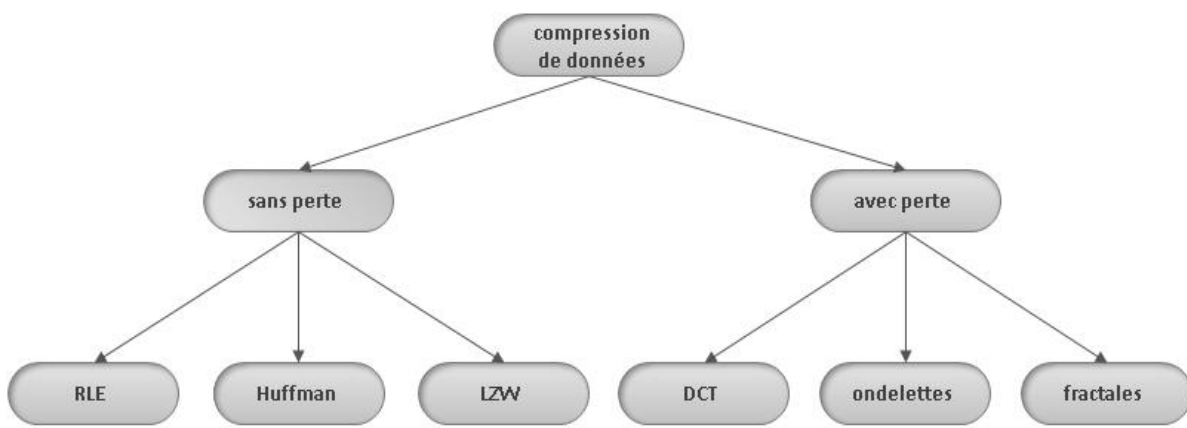 compression
de données
sans perte
avec perte
RLE
Huffman
LZW
DCT
ondelettes
fractales